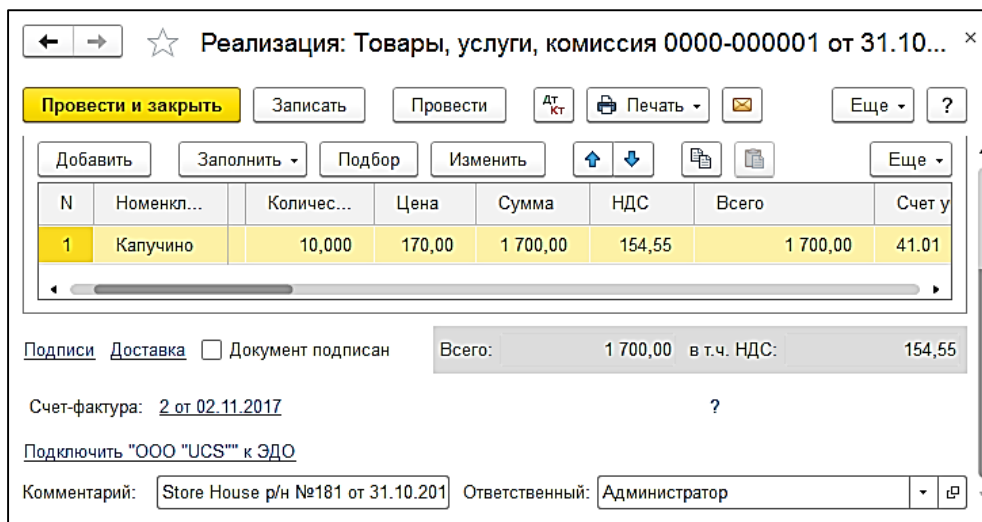 Реализация: Товары, услуги, комиссия 0000-000001 от 31.10... ×
Провести и закрыть Записать Провести Дт Кт Печать Еще ?
Добавить Заполнить Подбор Изменить Еще
N Номенкл... Количес... Цена Сумма НДС Всего Счет у
1 Капучино 10,000 170,00 1 700,00 154,55 1 700,00 41.01
Подписи Доставка Документ подписан Всего: 1 700,00 в т.ч. НДС: 154,55
Счет-фактура: 2 от 02.11.2017 ?
Подключить "ООО "UCS"" к ЭДО
Комментарий: Store House р/н №181 от 31.10.201 Ответственный: Администратор